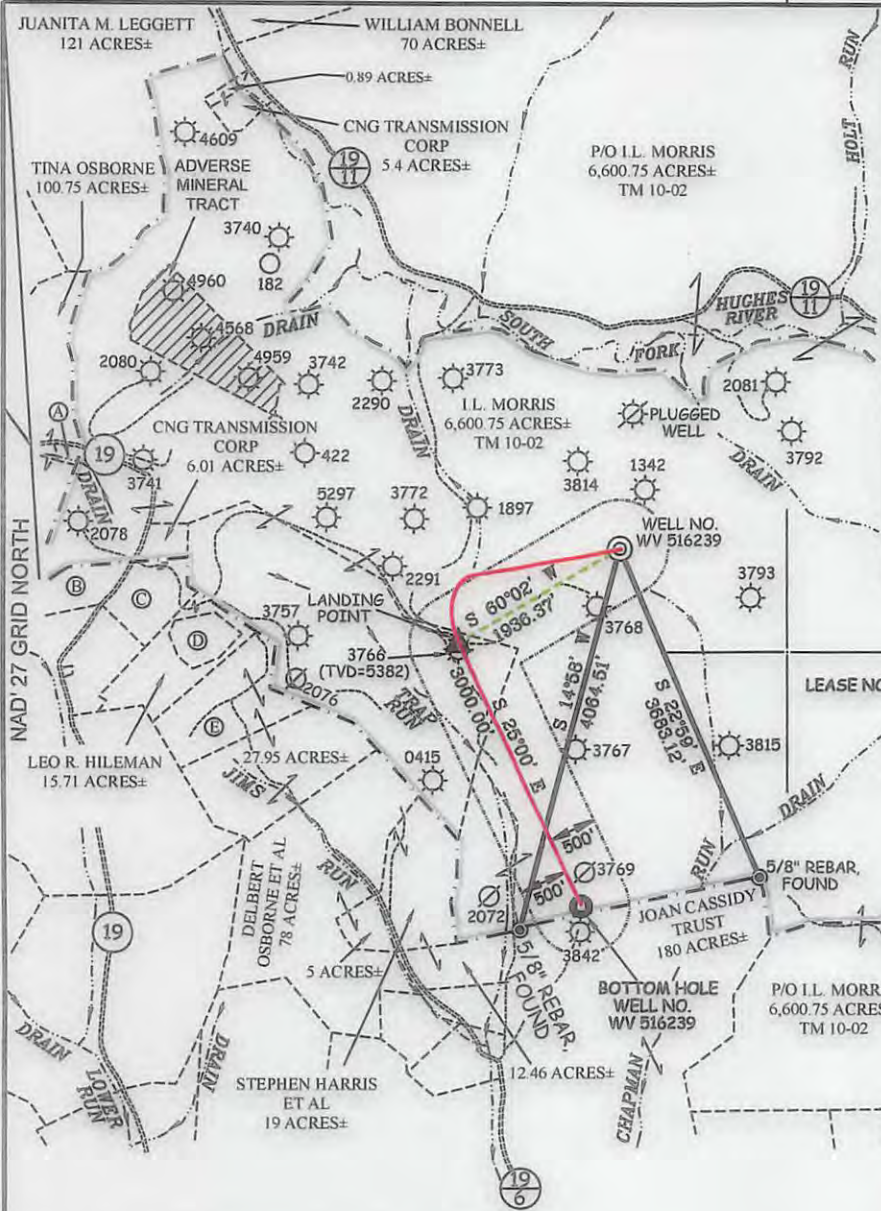 JUANITA M. LEGGETT
121 ACRES±
WILLIAM BONNELL
70 ACRES±
0.89 ACRES±
CNG TRANSMISSION
CORP
5.4 ACRES±
19
11
P/O I.L. MORRIS
6,600.75 ACRES±
TM 10-02
HOLT
RUN
4609
TINA OSBORNE
100.75 ACRES±
ADVERSE
MINERAL
TRACT
3740
182
4960
4568
DRAIN
SOUTH
FORK
HUGHES
RIVER
19
11
2080
4959
3742
2290
3773
DRAIN
I.L. MORRIS
6,600.75 ACRES±
TM 10-02
PLUGGED
WELL
2081
3792
DRAIN
A
19
DRAIN
3741
CNG TRANSMISSION
CORP
6.01 ACRES±
422
3814
1342
2078
5297
3772
1897
WELL NO.
WV 516239
B
C
D
E
2291
3793
LANDING
POINT
3757
3766
(TVD=5382)
S 60°02' W
1936.37'
3768
NAD'27 GRID NORTH
2076
TRAP
RUN
3000.00'
S 25°00' E
S 14°58' W
4064.51'
S 22°59' E
3683.12'
LEASE NO
LEO R. HILEMAN
15.71 ACRES±
27.95 ACRES±
0415
3767
3815
JIMS
RUN
DRAIN
RUN
500'
500'
3769
5/8" REBAR,
FOUND
DELBERT
OSBORNE ET AL
78 ACRES±
2072
JOAN CASSIDY
TRUST
180 ACRES±
19
5 ACRES±
5/8" REBAR,
FOUND
3842
BOTTOM HOLE
WELL NO.
WV 516239
P/O I.L. MORR
6,600.75 ACRES
TM 10-02
DRAIN
LOWER
RUN
DRAIN
STEPHEN HARRIS
ET AL
19 ACRES±
12.46 ACRES±
CHAPMAN
19
6